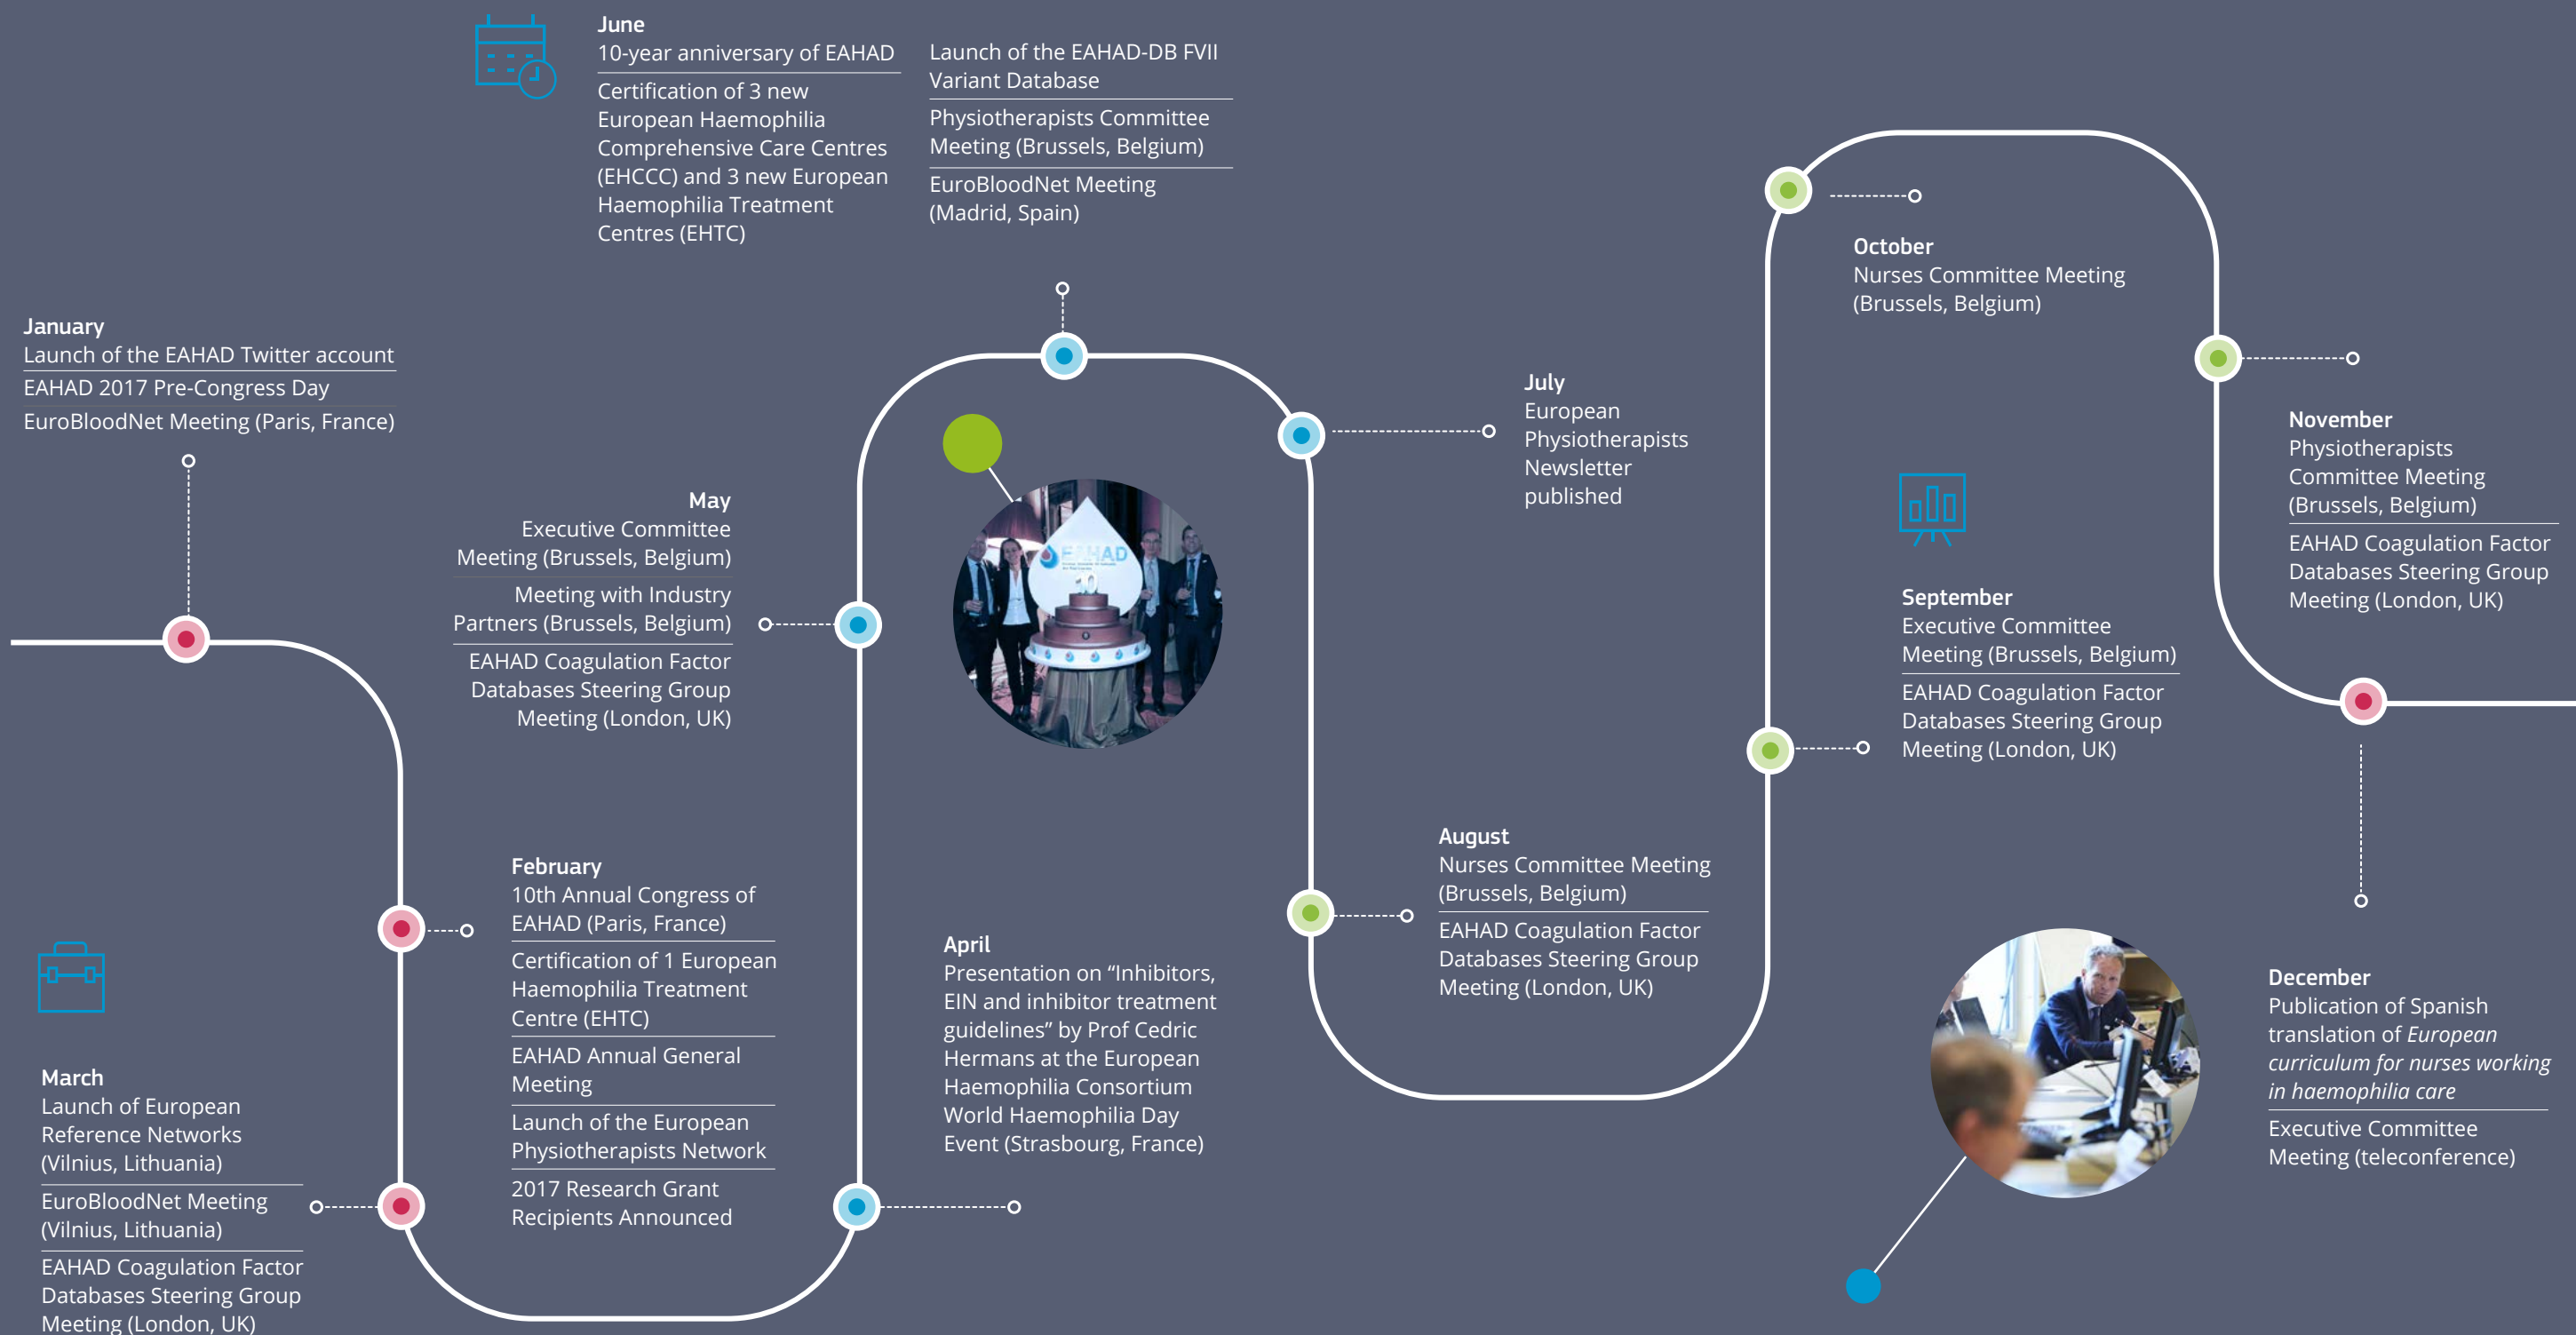 January
Launch of the EAHAD Twitter account
EAHAD 2017 Pre-Congress Day
EuroBloodNet Meeting (Paris, France)
February
10th Annual Congress of
EAHAD (Paris, France)
Certification of 1 European
Haemophilia Treatment
Centre (EHTC)
EAHAD Annual General
Meeting
Launch of the European
Physiotherapists Network
2017 Research Grant
Recipients Announced
March
Launch of European
Reference Networks
(Vilnius, Lithuania)
EuroBloodNet Meeting
(Vilnius, Lithuania)
EAHAD Coagulation Factor
Databases Steering Group
Meeting (London, UK)
April
Presentation on “Inhibitors,
EIN and inhibitor treatment
guidelines” by Prof Cedric
Hermans at the European
Haemophilia Consortium
World Haemophilia Day
Event (Strasbourg, France)
May
Executive Committee
Meeting (Brussels, Belgium)
Meeting with Industry
Partners (Brussels, Belgium)
EAHAD Coagulation Factor
Databases Steering Group
Meeting (London, UK)
June
10-year anniversary of EAHAD
Certification of 3 new
European Haemophilia
Comprehensive Care Centres
(EHCCC) and 3 new European
Haemophilia Treatment
Centres (EHTC)
Launch of the EAHAD-DB FVII
Variant Database
Physiotherapists Committee
Meeting (Brussels, Belgium)
EuroBloodNet Meeting
(Madrid, Spain)
EAHAD
10
July
European
Physiotherapists
Newsletter
published
August
Nurses Committee Meeting
(Brussels, Belgium)
EAHAD Coagulation Factor
Databases Steering Group
Meeting (London, UK)
September
Executive Committee
Meeting (Brussels, Belgium)
EAHAD Coagulation Factor
Databases Steering Group
Meeting (London, UK)
October
Nurses Committee Meeting
(Brussels, Belgium)
November
Physiotherapists
Committee Meeting
(Brussels, Belgium)
EAHAD Coagulation Factor
Databases Steering Group
Meeting (London, UK)
December
Publication of Spanish
translation of European
curriculum for nurses working
in haemophilia care
Executive Committee
Meeting (teleconference)